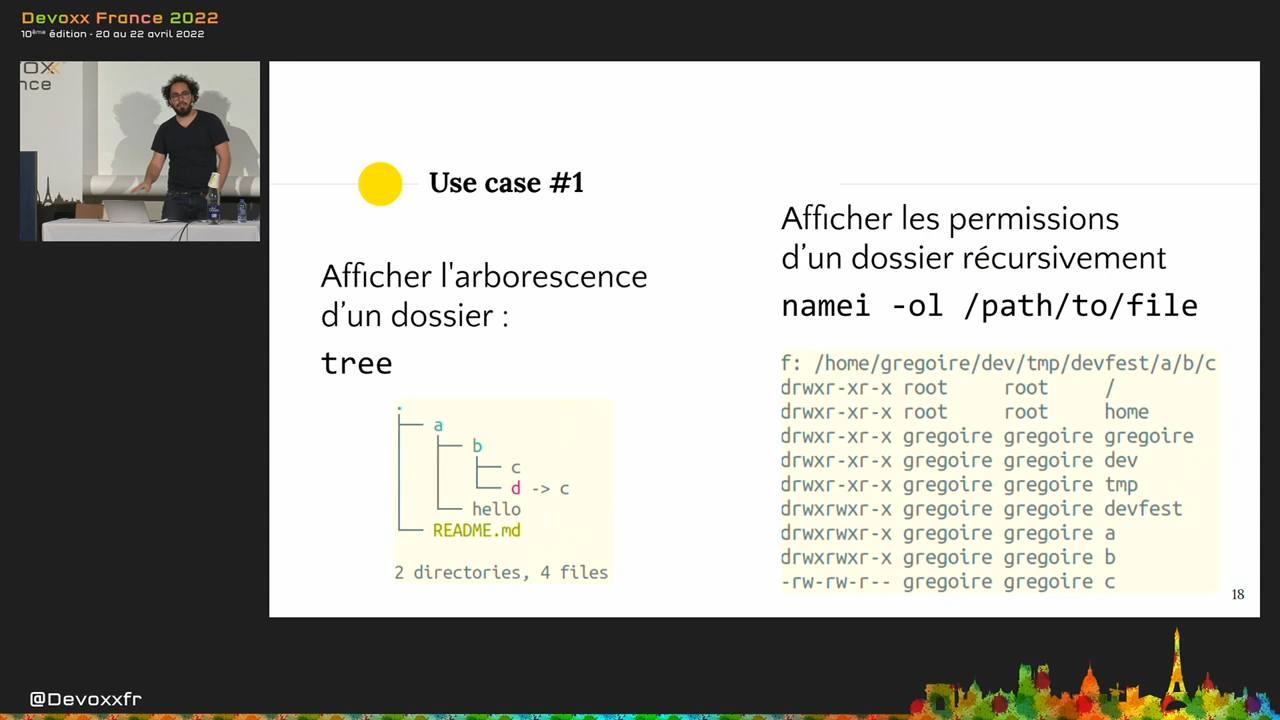 Devoxx France 2022
10ème édition - 20 au 22 avril 2022
OXX
nce
Use case #1
Afficher l'arborescence
d’un dossier :
tree
.
├── a
│   ├── b
│   │   ├── c
│   │   └── d -> c
│   └── hello
└── README.md
2 directories, 4 files
Afficher les permissions
d’un dossier récursivement
namei -ol /path/to/file
f: /home/gregoire/dev/tmp/devfest/a/b/c
drwxr-xr-x root     root     /
drwxr-xr-x root     root     home
drwxr-xr-x gregoire gregoire gregoire
drwxr-xr-x gregoire gregoire dev
drwxr-xr-x gregoire gregoire tmp
drwxrwxr-x gregoire gregoire devfest
drwxrwxr-x gregoire gregoire a
drwxrwxr-x gregoire gregoire b
-rw-rw-r-- gregoire gregoire c
18
@Devoxxfr